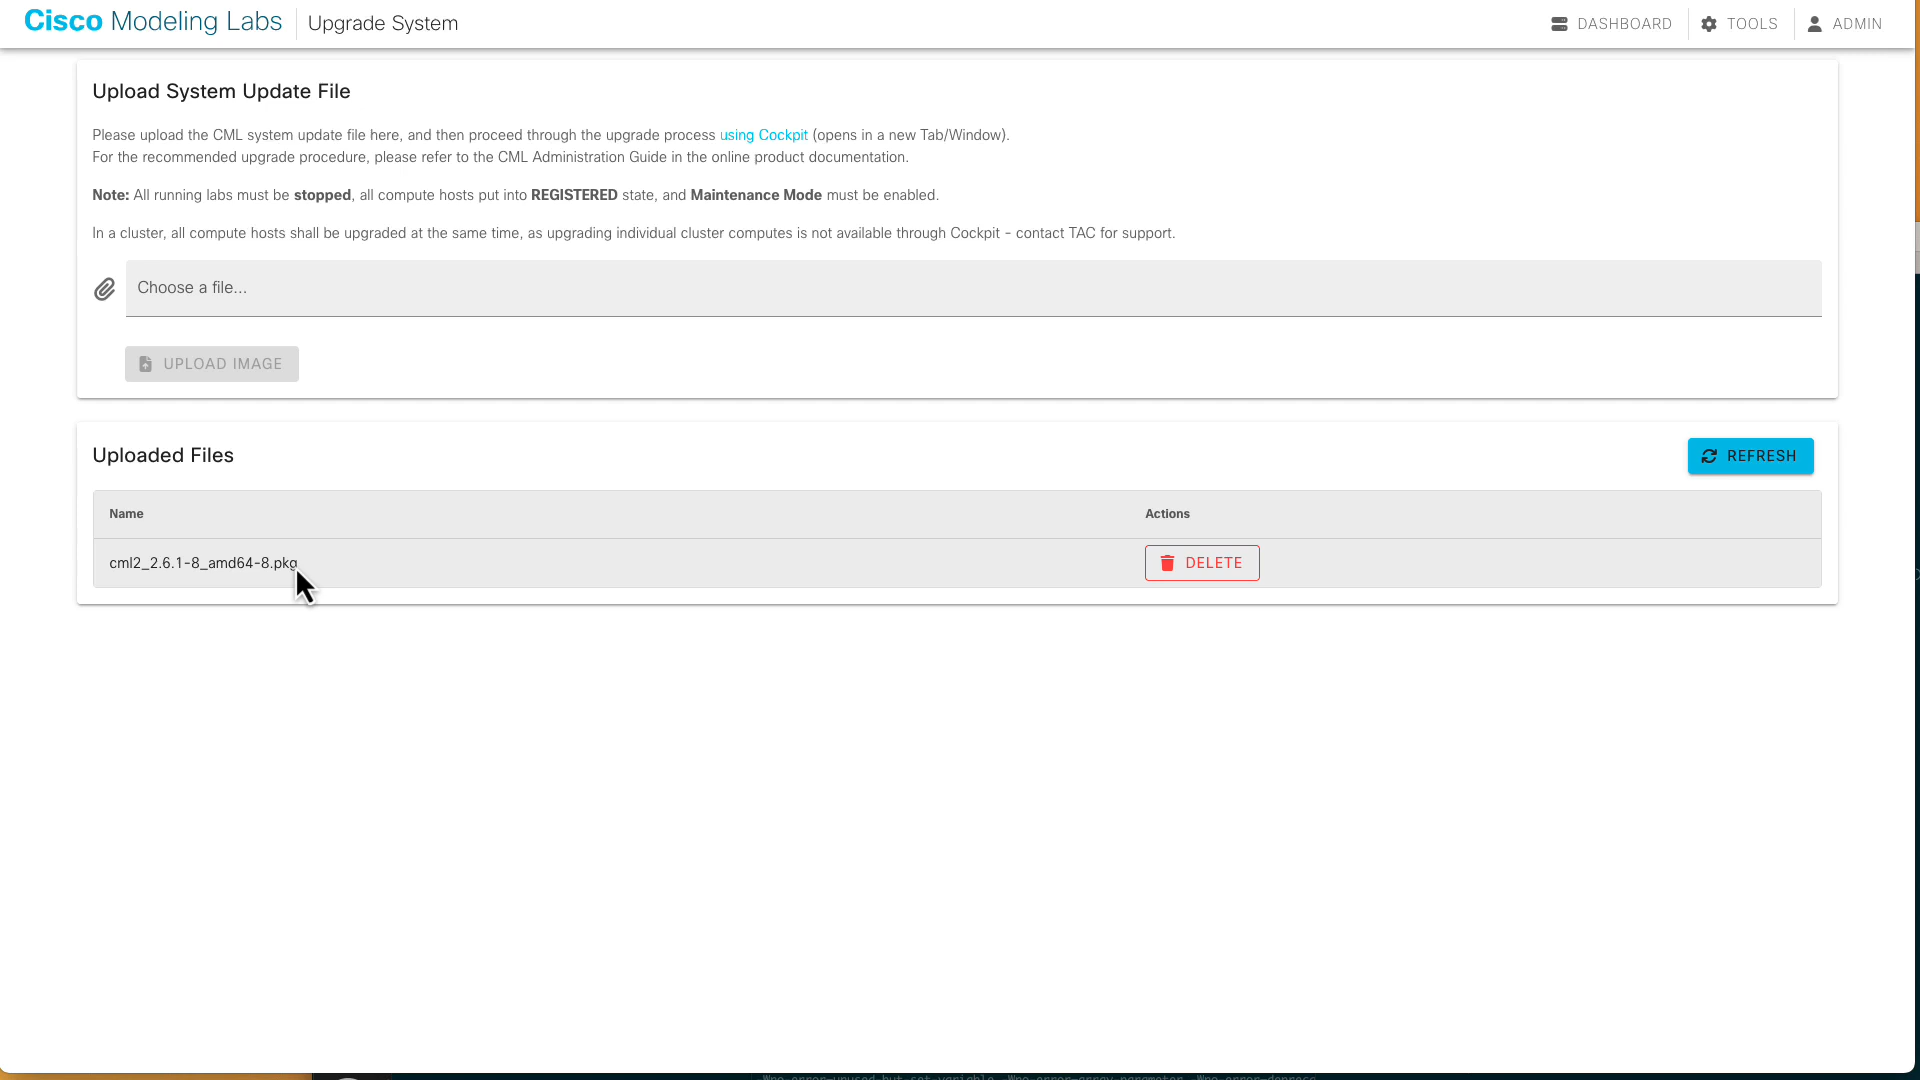 Cisco Modeling Labs Upgrade System DASHBOARD TOOLS ADMIN
Upload System Update File
Please upload the CML system update file here, and then proceed through the upgrade process using Cockpit (opens in a new Tab/Window).
For the recommended upgrade procedure, please refer to the CML Administration Guide in the online product documentation.
Note: All running labs must be stopped, all compute hosts put into REGISTERED state, and Maintenance Mode must be enabled.
In a cluster, all compute hosts shall be upgraded at the same time, as upgrading individual cluster computes is not available through Cockpit - contact TAC for support.
Choose a file...
UPLOAD IMAGE
Uploaded Files REFRESH
Name Actions
cml2_2.6.1-8_amd64-8.pkg DELETE